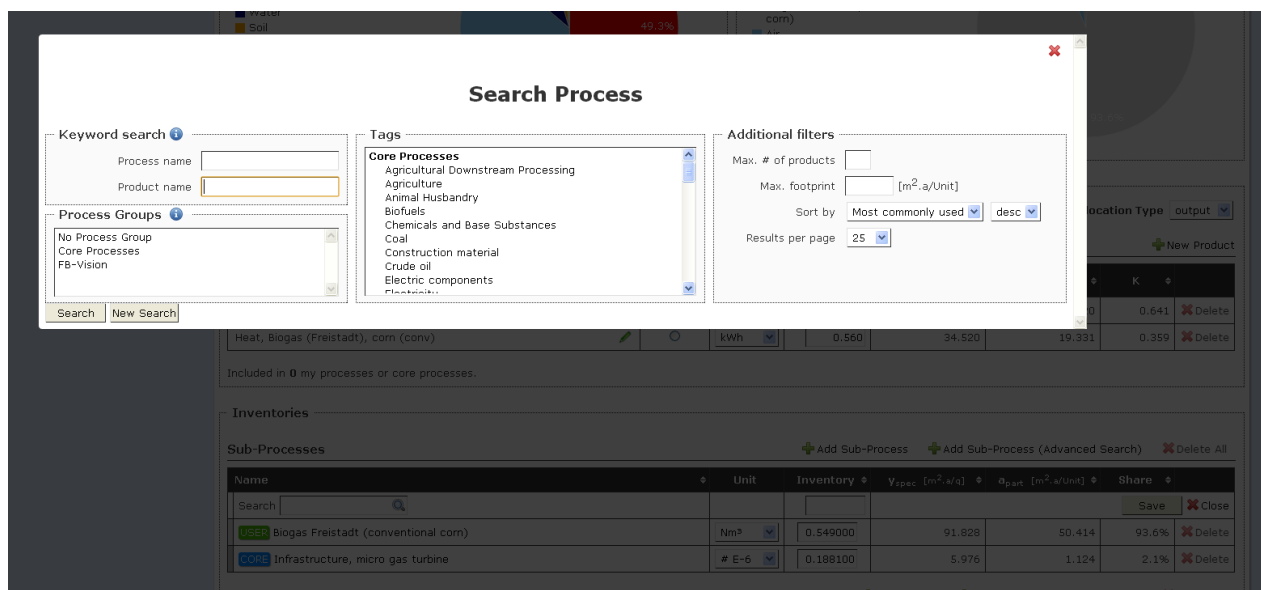 Water
Soil
49.3%
corn)
Air
Search Process
Keyword search
Process name
Product name
Process Groups
No Process Group
Core Processes
FB-Vision
Search New Search
Tags
Core Processes
Agricultural Downstream Processing
Agriculture
Animal Husbandry
Biofuels
Chemicals and Base Substances
Coal
Construction material
Crude oil
Electric components
Electricity
Additional filters
Max. # of products
Max. footprint [m².a/Unit]
Sort by Most commonly used desc
Results per page 25
Type output
New Product
K
0.641 Delete
Heat, Biogas (Freistadt), corn (conv) kWh 0.560 34.520 19.331 0.359 Delete
Included in 0 my processes or core processes.
Inventories
Sub-Processes Add Sub-Process Add Sub-Process (Advanced Search) Delete All
Name Unit Inventory y_spec [m².a/q] a_part [m².a/Unit] Share
Search Save Close
USER Biogas Freistadt (conventional corn) Nm³ 0.549000 91.828 50.414 93.6% Delete
CORE Infrastructure, micro gas turbine # E-6 0.188100 5.976 1.124 2.1% Delete